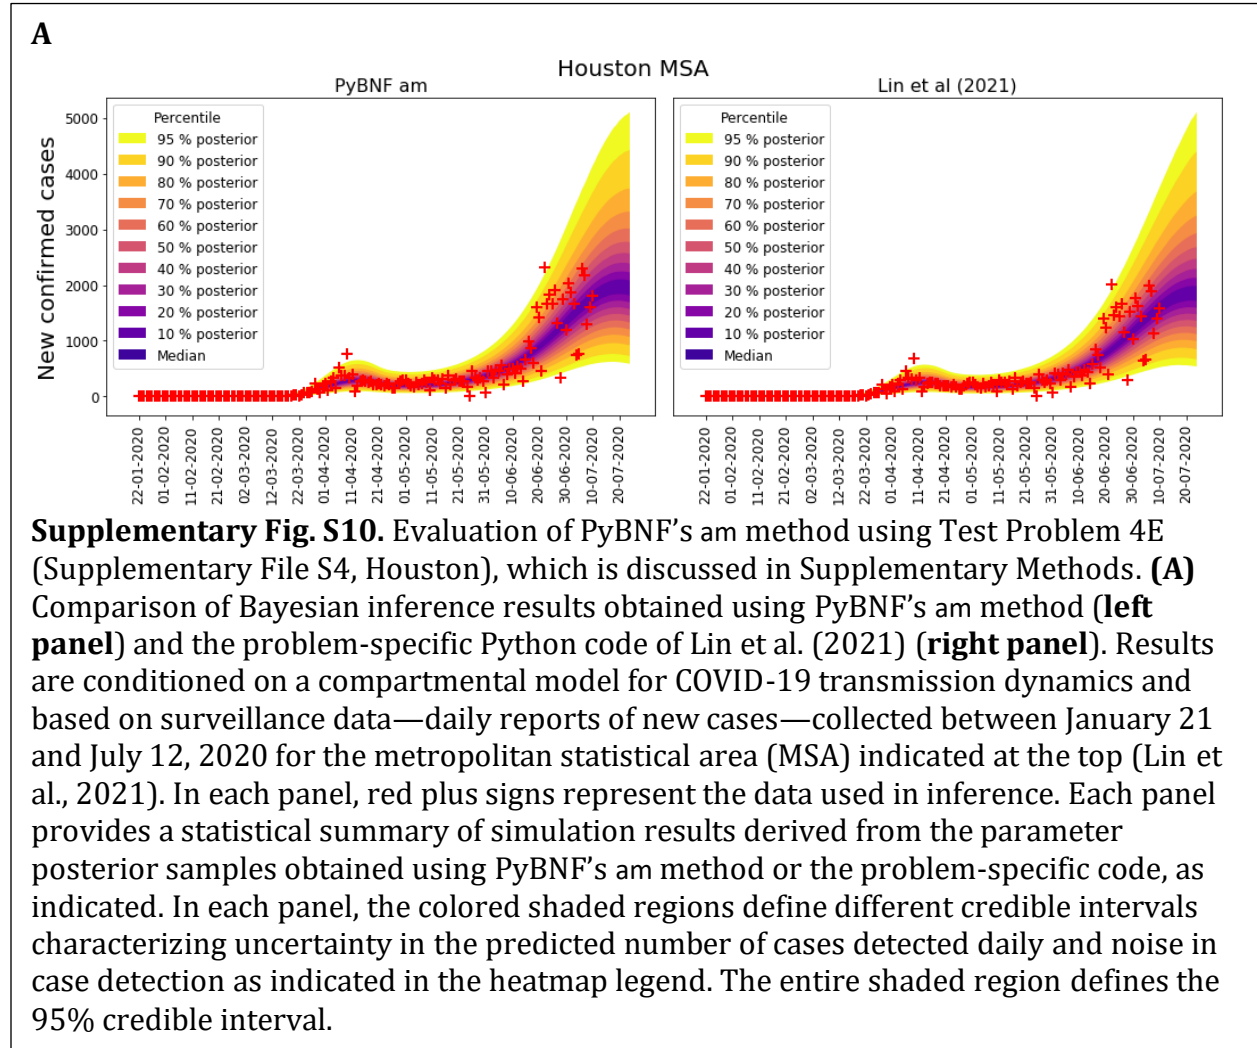 A
Houston MSA
PyBNF am
Lin et al (2021)
New confirmed cases
5000
4000
3000
2000
1000
0
Percentile
95 % posterior
90 % posterior
80 % posterior
70 % posterior
60 % posterior
50 % posterior
40 % posterior
30 % posterior
20 % posterior
10 % posterior
Median
Percentile
95 % posterior
90 % posterior
80 % posterior
70 % posterior
60 % posterior
50 % posterior
40 % posterior
30 % posterior
20 % posterior
10 % posterior
Median
22-01-2020
01-02-2020
11-02-2020
21-02-2020
02-03-2020
12-03-2020
22-03-2020
01-04-2020
11-04-2020
21-04-2020
01-05-2020
11-05-2020
21-05-2020
31-05-2020
10-06-2020
20-06-2020
30-06-2020
10-07-2020
20-07-2020
22-01-2020
01-02-2020
11-02-2020
21-02-2020
02-03-2020
12-03-2020
22-03-2020
01-04-2020
11-04-2020
21-04-2020
01-05-2020
11-05-2020
21-05-2020
31-05-2020
10-06-2020
20-06-2020
30-06-2020
10-07-2020
20-07-2020
Supplementary Fig. S10. Evaluation of PyBNF’s am method using Test Problem 4E
(Supplementary File S4, Houston), which is discussed in Supplementary Methods. (A)
Comparison of Bayesian inference results obtained using PyBNF’s am method (left
panel) and the problem-specific Python code of Lin et al. (2021) (right panel). Results
are conditioned on a compartmental model for COVID-19 transmission dynamics and
based on surveillance data—daily reports of new cases—collected between January 21
and July 12, 2020 for the metropolitan statistical area (MSA) indicated at the top (Lin et
al., 2021). In each panel, red plus signs represent the data used in inference. Each panel
provides a statistical summary of simulation results derived from the parameter
posterior samples obtained using PyBNF’s am method or the problem-specific code, as
indicated. In each panel, the colored shaded regions define different credible intervals
characterizing uncertainty in the predicted number of cases detected daily and noise in
case detection as indicated in the heatmap legend. The entire shaded region defines the
95% credible interval.